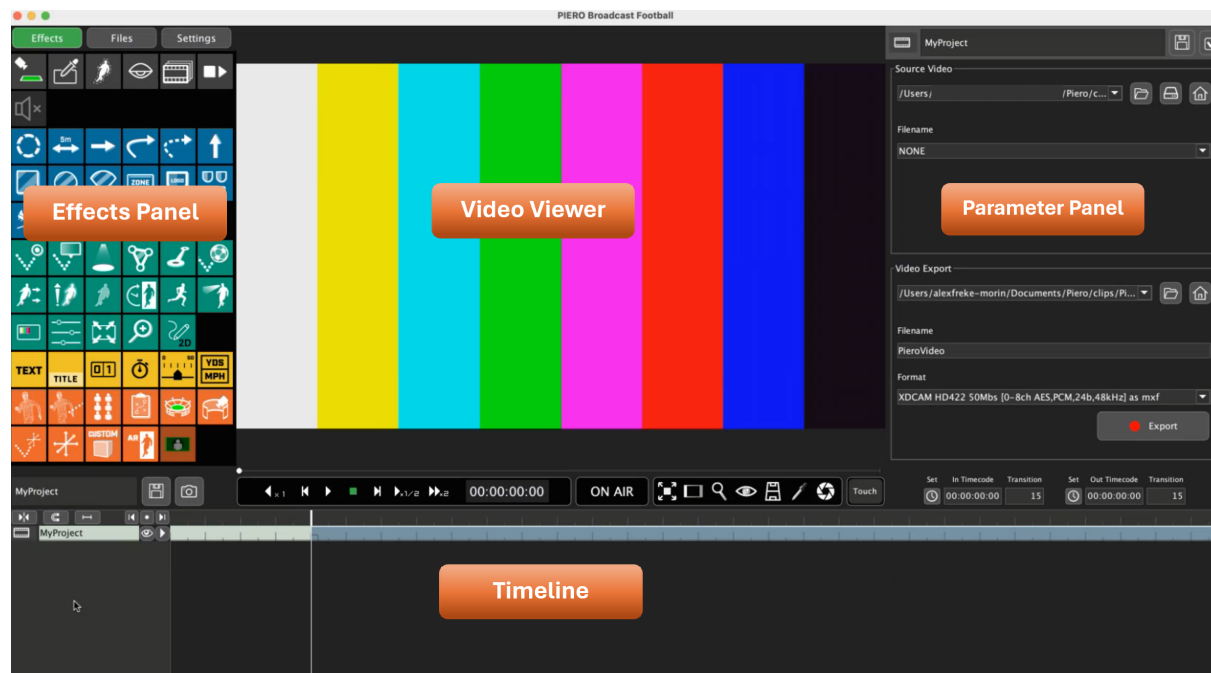 PIERO Broadcast Football
Effects Files Settings
MyProject
Source Video
/Users/ /Piero/c...
Filename
NONE
5m
ZONE LOGO
Effects Panel
Video Viewer
Parameter Panel
Video Export
/Users/alexfreke-morin/Documents/Piero/clips/Pi...
2D
Filename
PieroVideo
TEXT TITLE 0 1 YDS
MPH
Format
XDCAM HD422 50Mbs [0-8ch AES,PCM,24b,48kHz] as mxf
CUSTOM AR
Export
MyProject
x1 x1/2 x2 00:00:00:00 ON AIR Touch
Set In Timecode Transition Set Out Timecode Transition
00:00:00:00 15 00:00:00:00 15
MyProject
Timeline